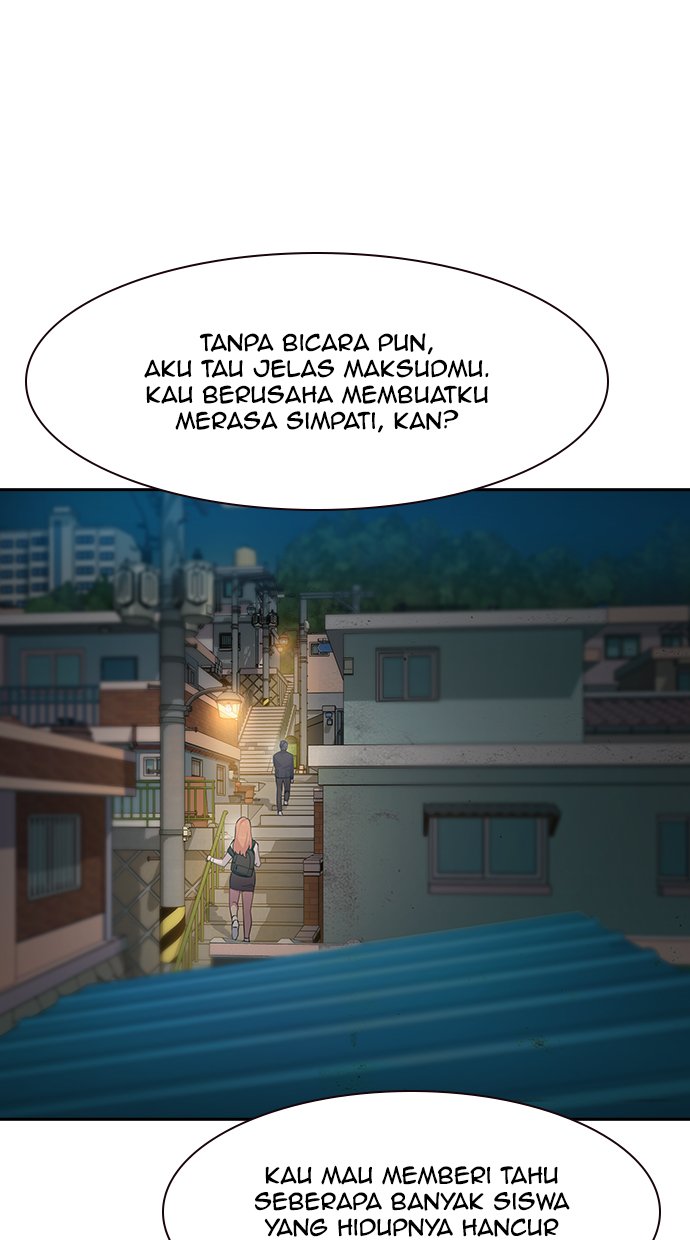 TANPA BICARA PUN,
AKU TAU JELAS MAKSUDMU.
KAU BERUSAHA MEMBUATKU
MERASA SIMPATI, KAN?
KAU MAU MEMBERI TAHU
SEBERAPA BANYAK SISWA
YANG HIDUPNYA HANCUR